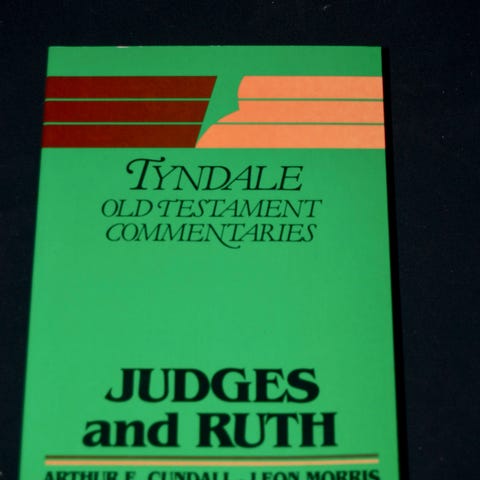 TYNDALE
OLD TESTAMENT
COMMENTARIES
JUDGES
and RUTH
ARTHUR E. CUNDALL - LEON MORRIS